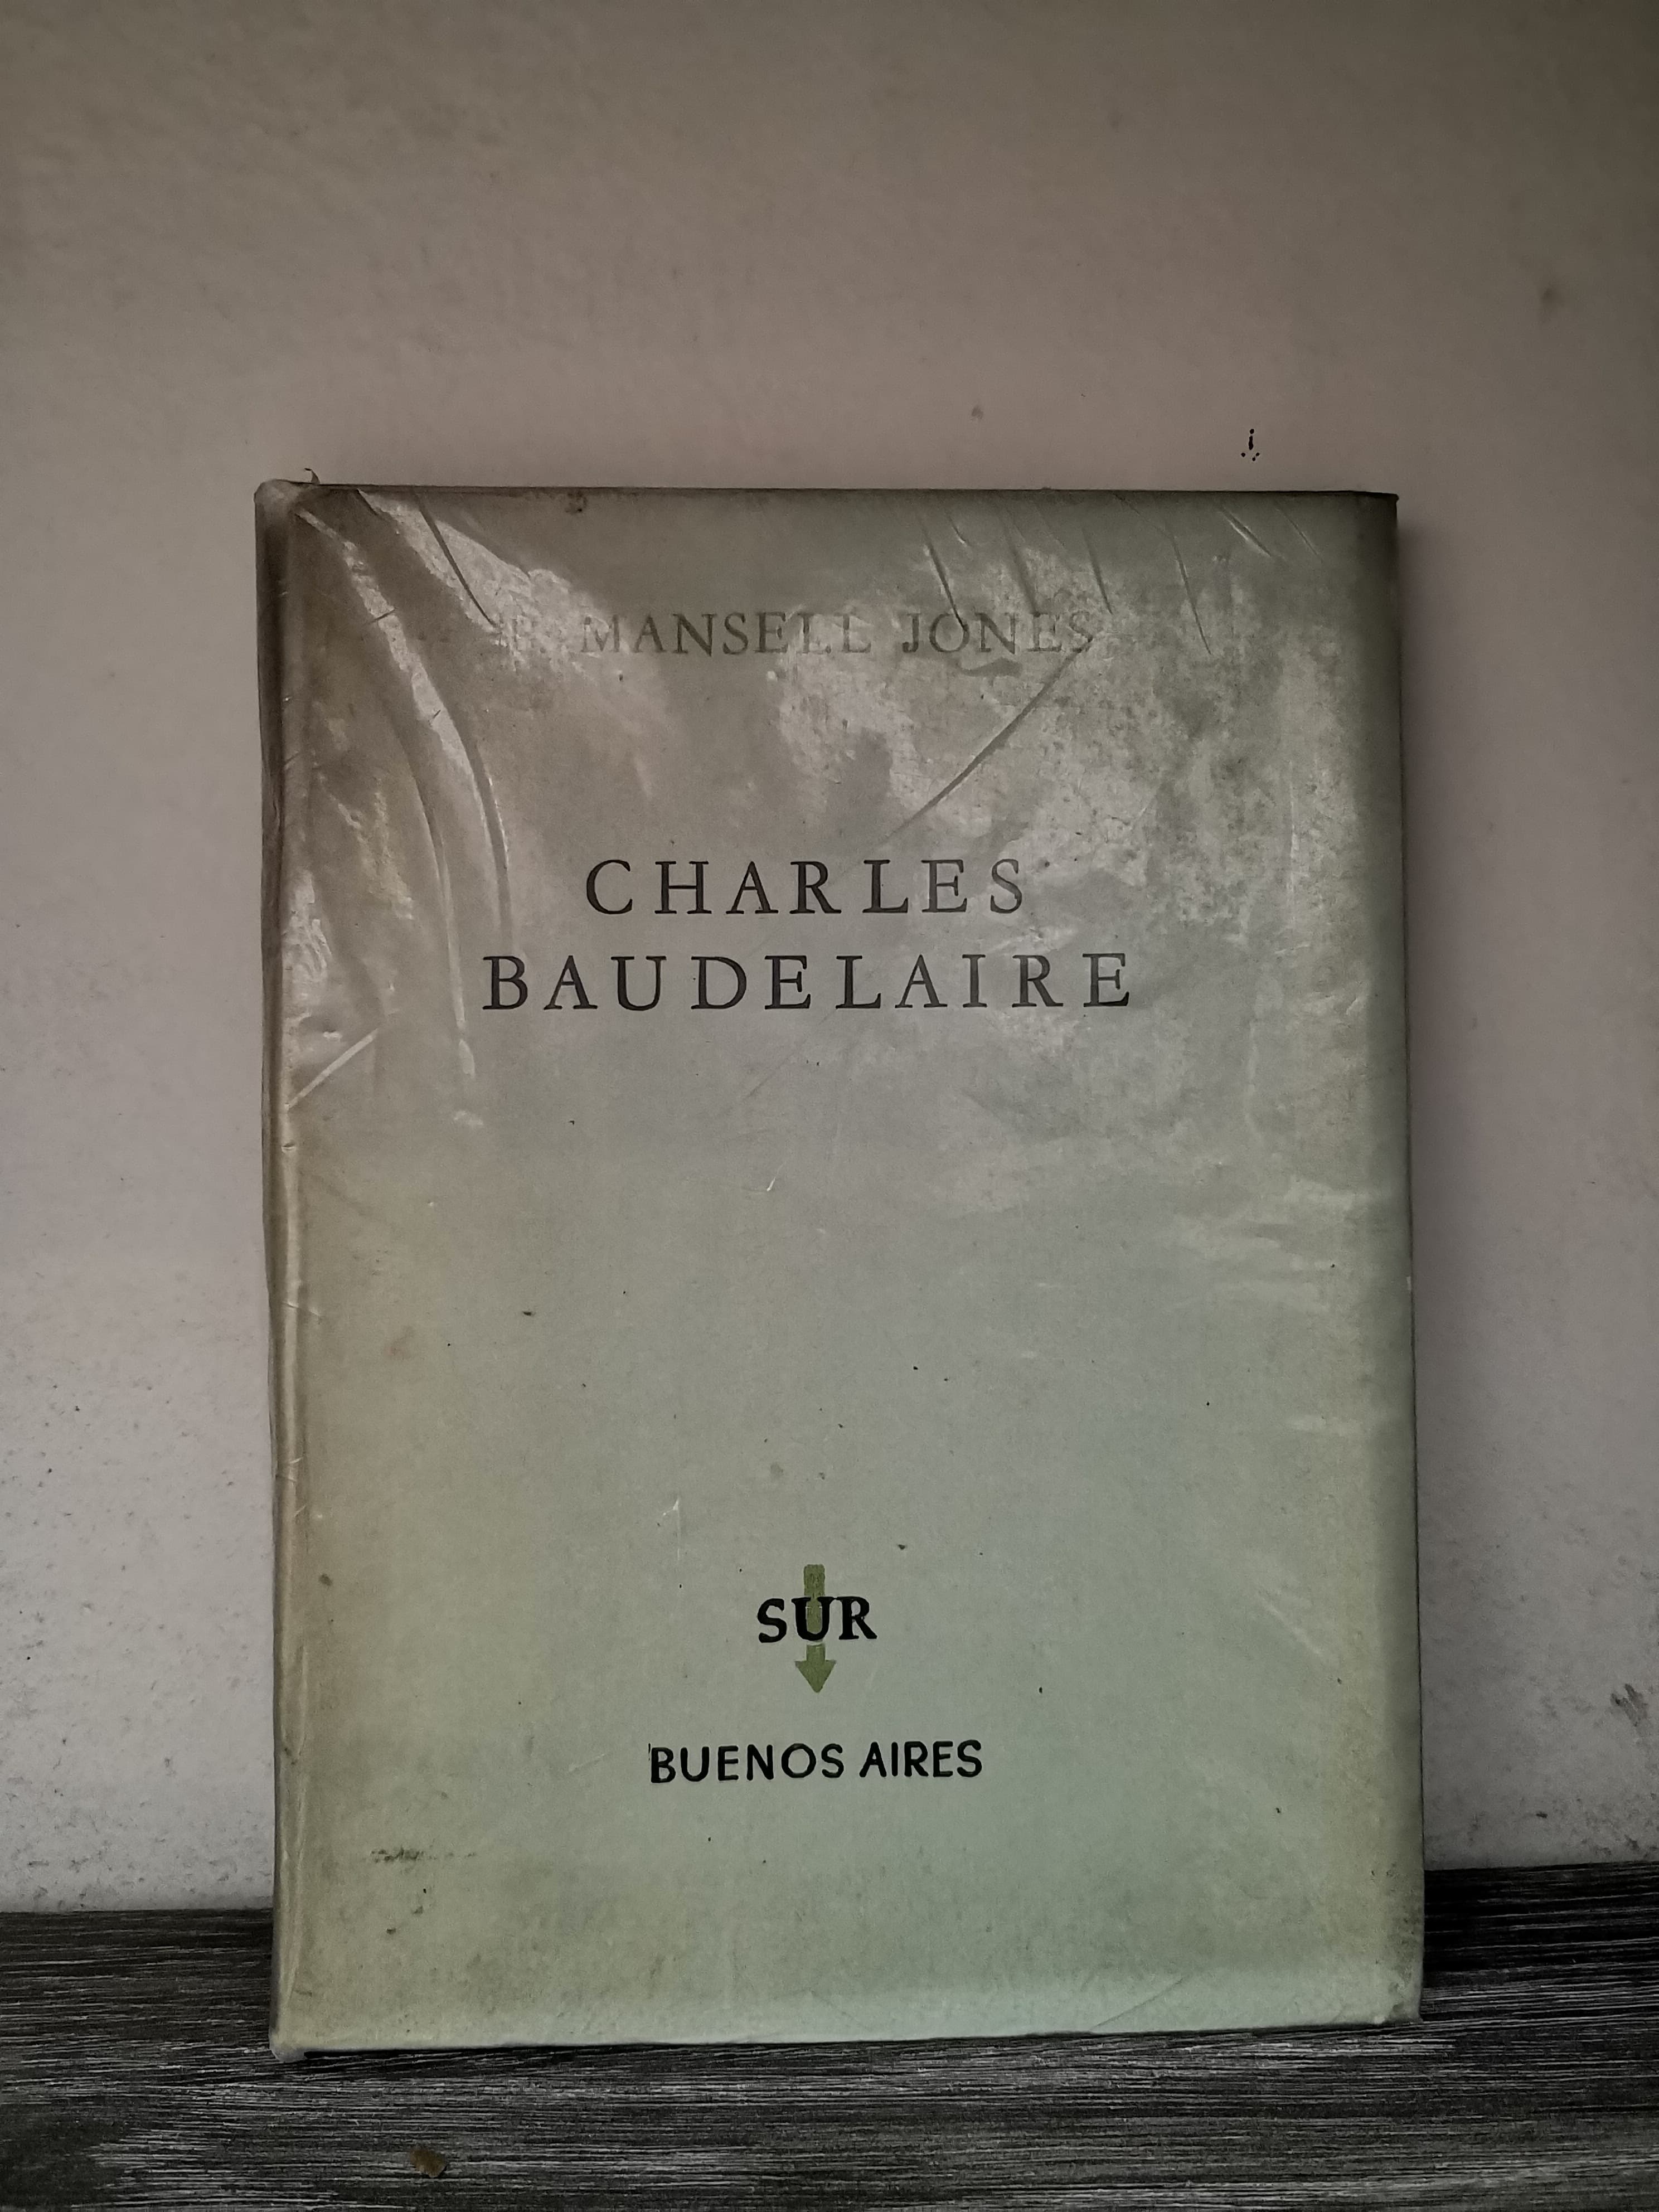 P. MANSELL JONES
CHARLES
BAUDELAIRE
SUR
BUENOS AIRES